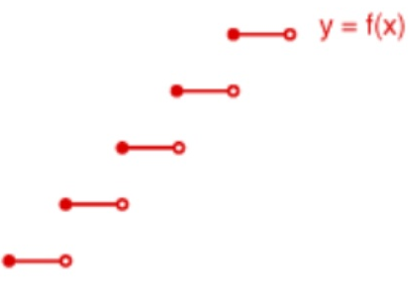 y = f(x)